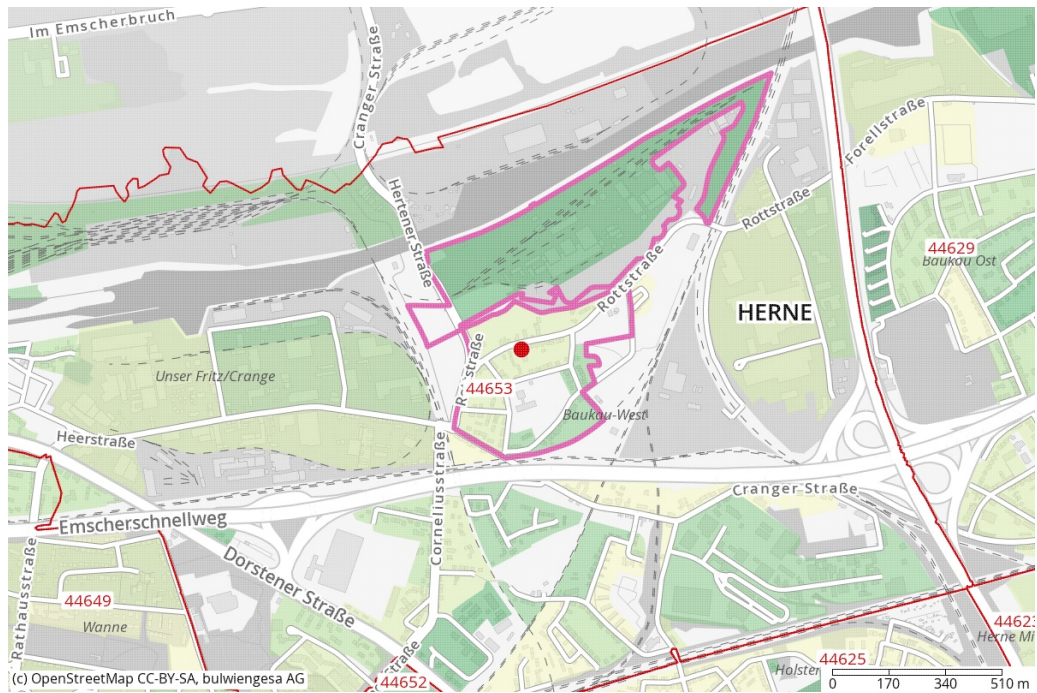 Im Emscherbruch
Cranger Straße
Forellstraße
Hertener Straße
Rottstraße
44629
Baukau Ost
Rottstraße
HERNE
Unser Fritz/Crange
44653
Baukau-West
Heerstraße
Corneliusstraße
Cranger Straße
Emscherschnellweg
Dorstener Straße
Rathausstraße
44649
Wanne
44623
Herne Mi
44625
Holster
44652
straße
(c) OpenStreetMap CC-BY-SA, bulwiengesa AG
0 170 340 510 m